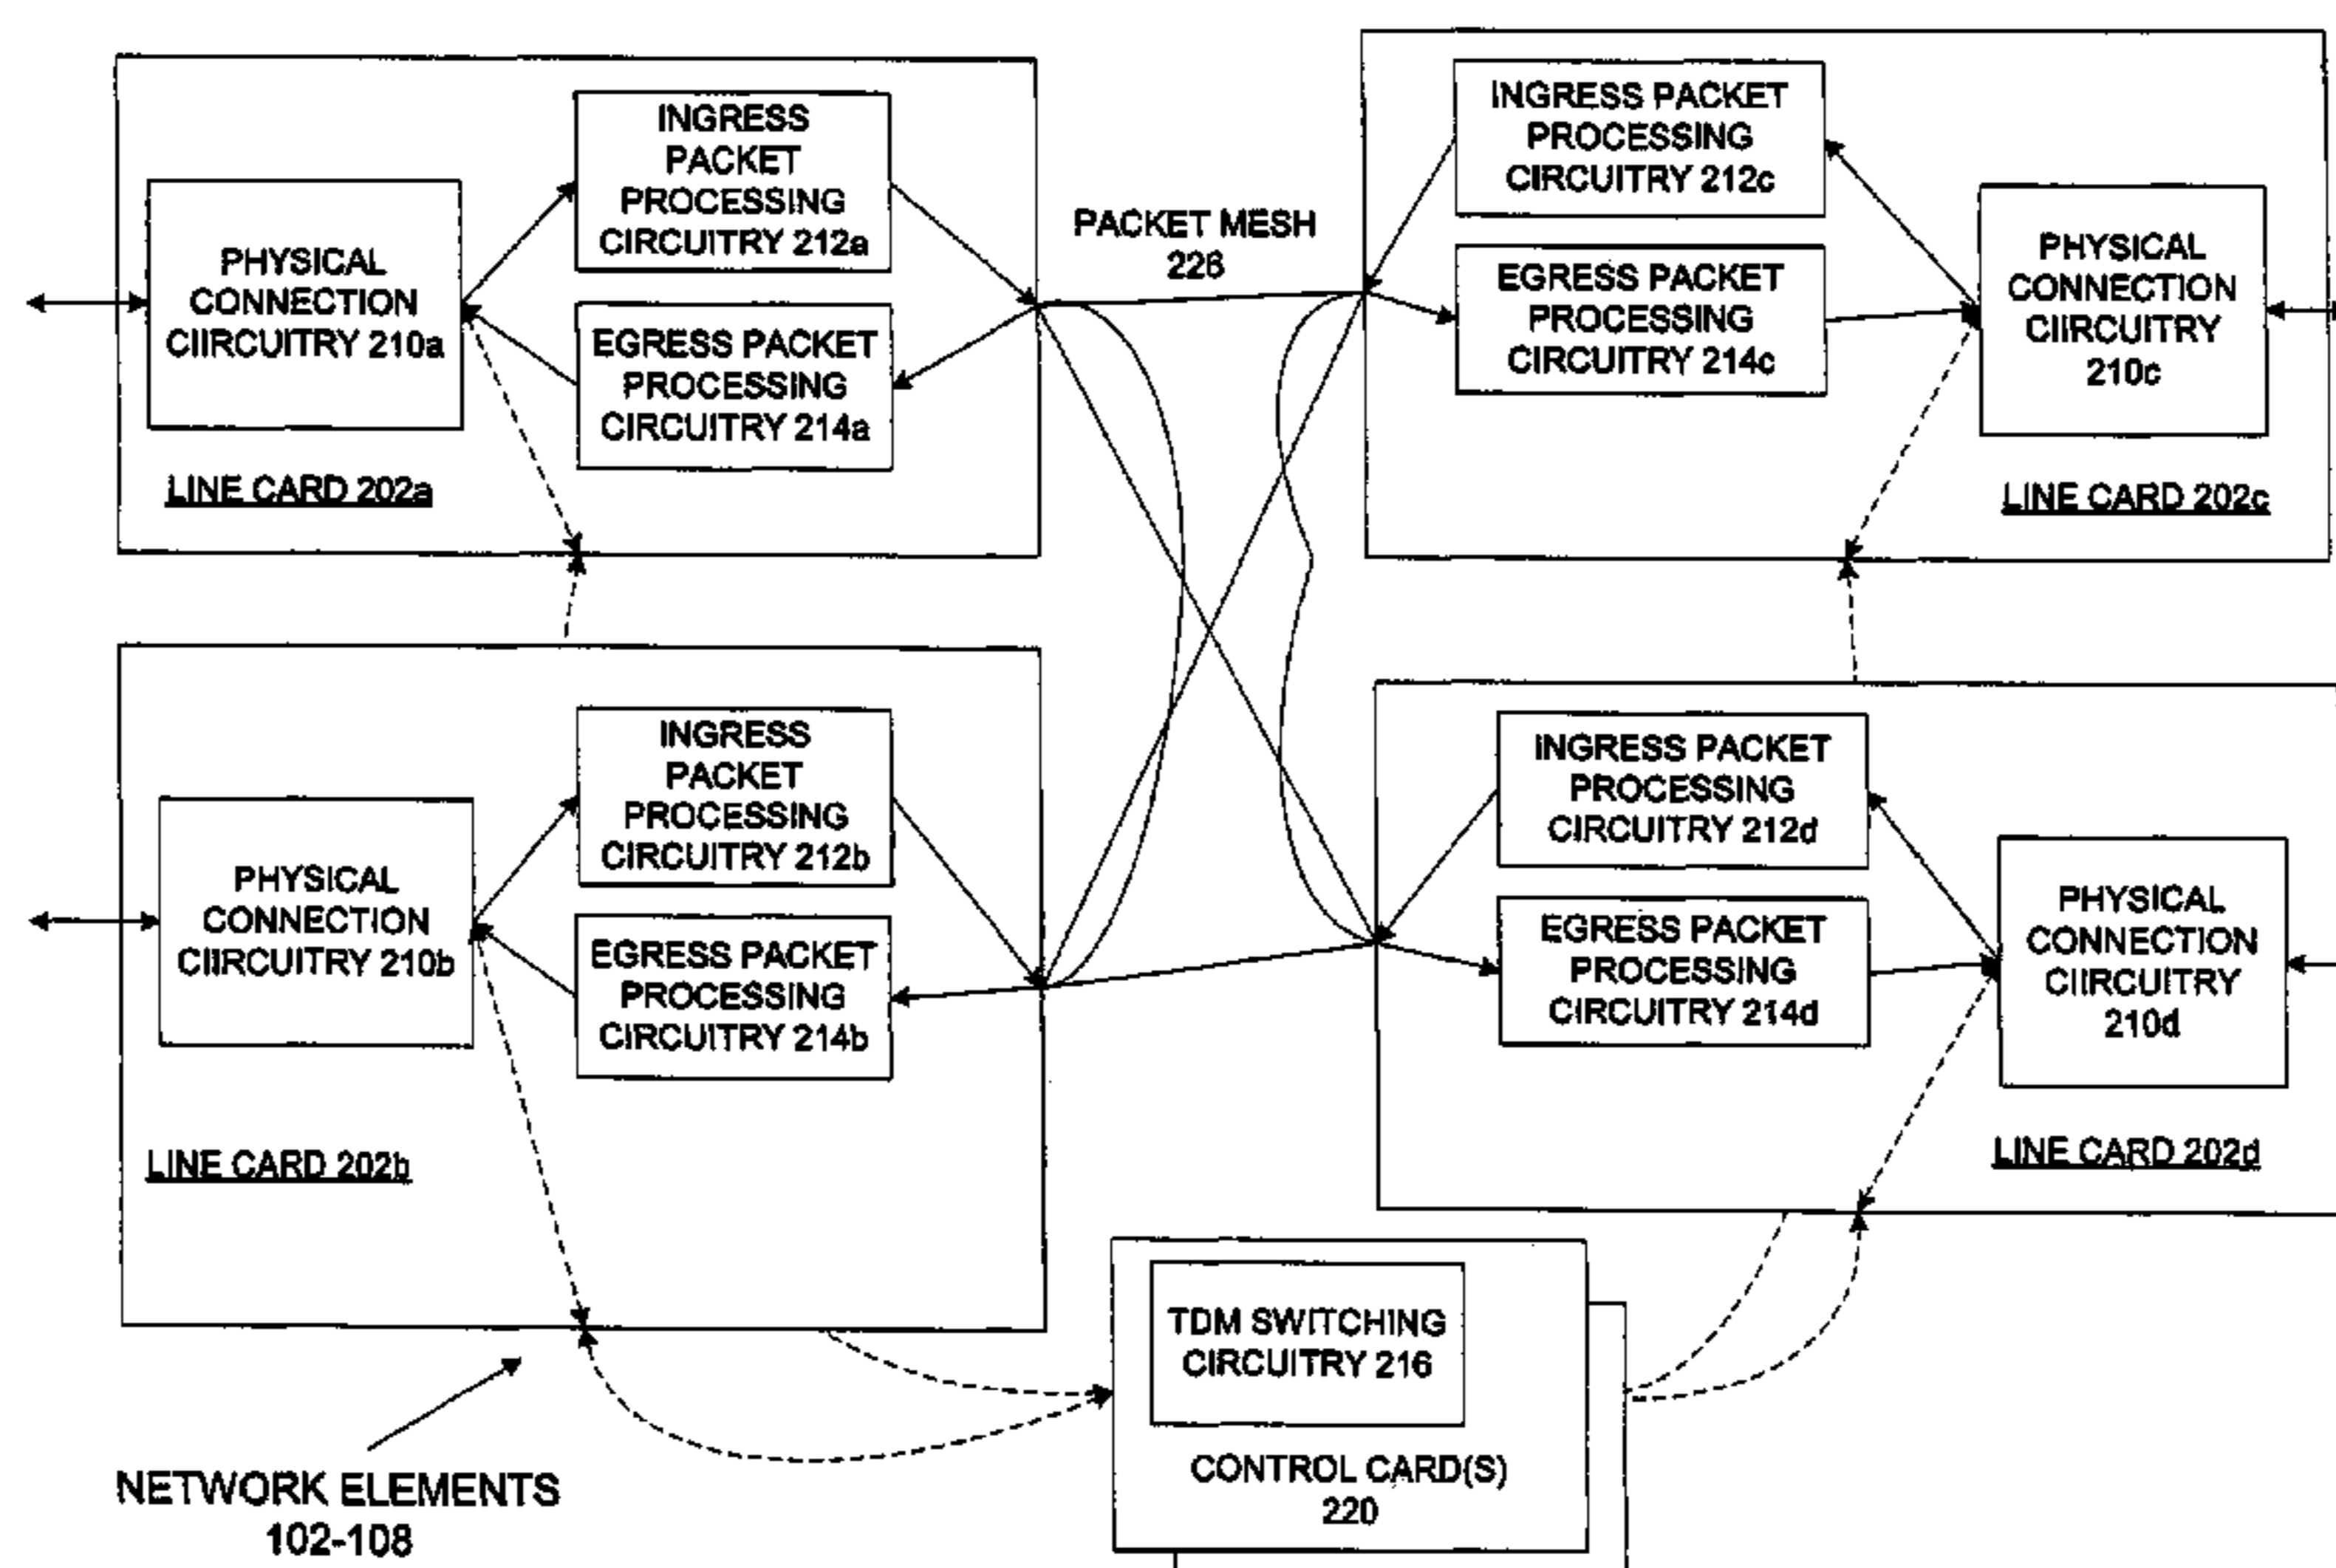 INGRESS
PACKET
PROCESSING
CIRCUITRY 212a
PHYSICAL
CONNECTION
CIIRCUITRY 210a
EGRESS PACKET
PROCESSING
CIRCUITRY 214a
LINE CARD 202a
PACKET MESH
226
INGRESS PACKET
PROCESSING
CIRCUITRY 212c
EGRESS PACKET
PROCESSING
CIRCUITRY 214c
PHYSICAL
CONNECTION
CIIRCUITRY
210c
LINE CARD 202c
INGRESS
PACKET
PROCESSING
CIRCUITRY 212b
PHYSICAL
CONNECTION
CIIRCUITRY 210b
EGRESS PACKET
PROCESSING
CIRCUITRY 214b
LINE CARD 202b
INGRESS PACKET
PROCESSING
CIRCUITRY 212d
EGRESS PACKET
PROCESSING
CIRCUITRY 214d
PHYSICAL
CONNECTION
CIIRCUITRY
210d
LINE CARD 202d
TDM SWITCHING
CIRCUITRY 216
CONTROL CARD(S)
220
NETWORK ELEMENTS
102-108